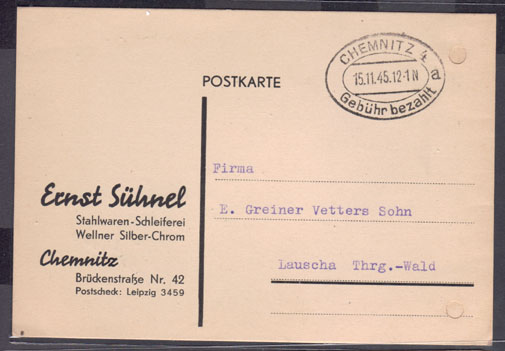 CHEMNITZ 4
d
15.11.45.12-1 N
Gebühr bezahlt
POSTKARTE
Firma
E. Greiner Vetters Sohn
Lauscha Thrg.-Wald
Ernst Sühnel
Stahlwaren-Schleiferei
Wellner Silber-Chrom
Chemnitz
Brückenstraße Nr. 42
Postscheck: Leipzig 3459